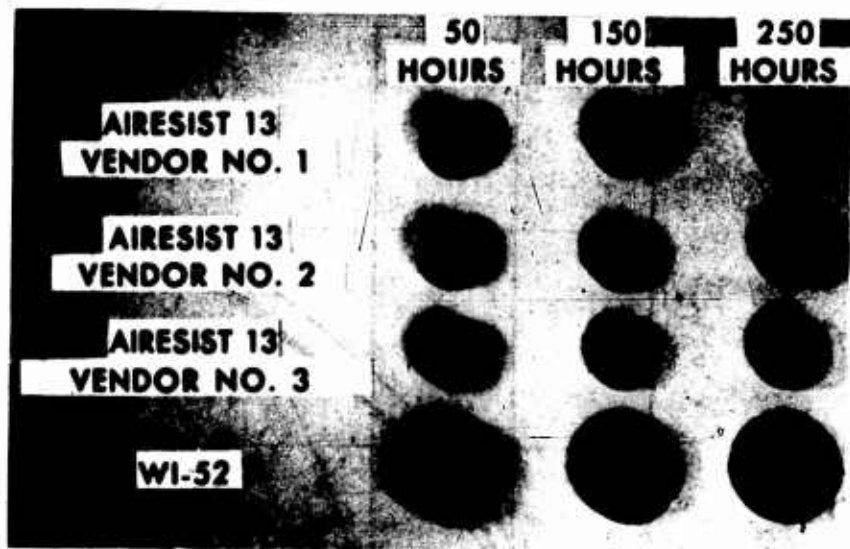 50 150 250
HOURS HOURS HOURS
AIRESIST 13
VENDOR NO. 1
AIRESIST 13
VENDOR NO. 2
AIRESIST 13
VENDOR NO. 3
WI-52